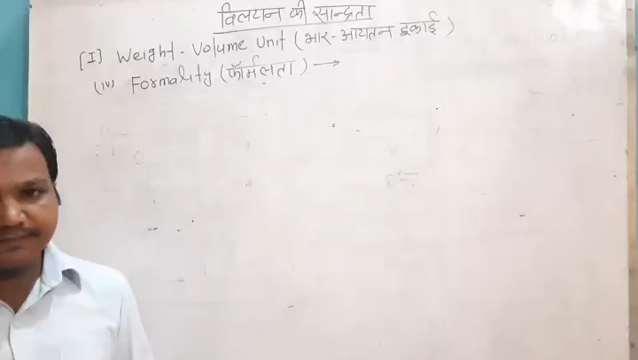 विलयन की सान्द्रता
[I] Weight-Volume Unit (भार-आयतन इकाई)
(iv) Formality (फॉर्मलता) →